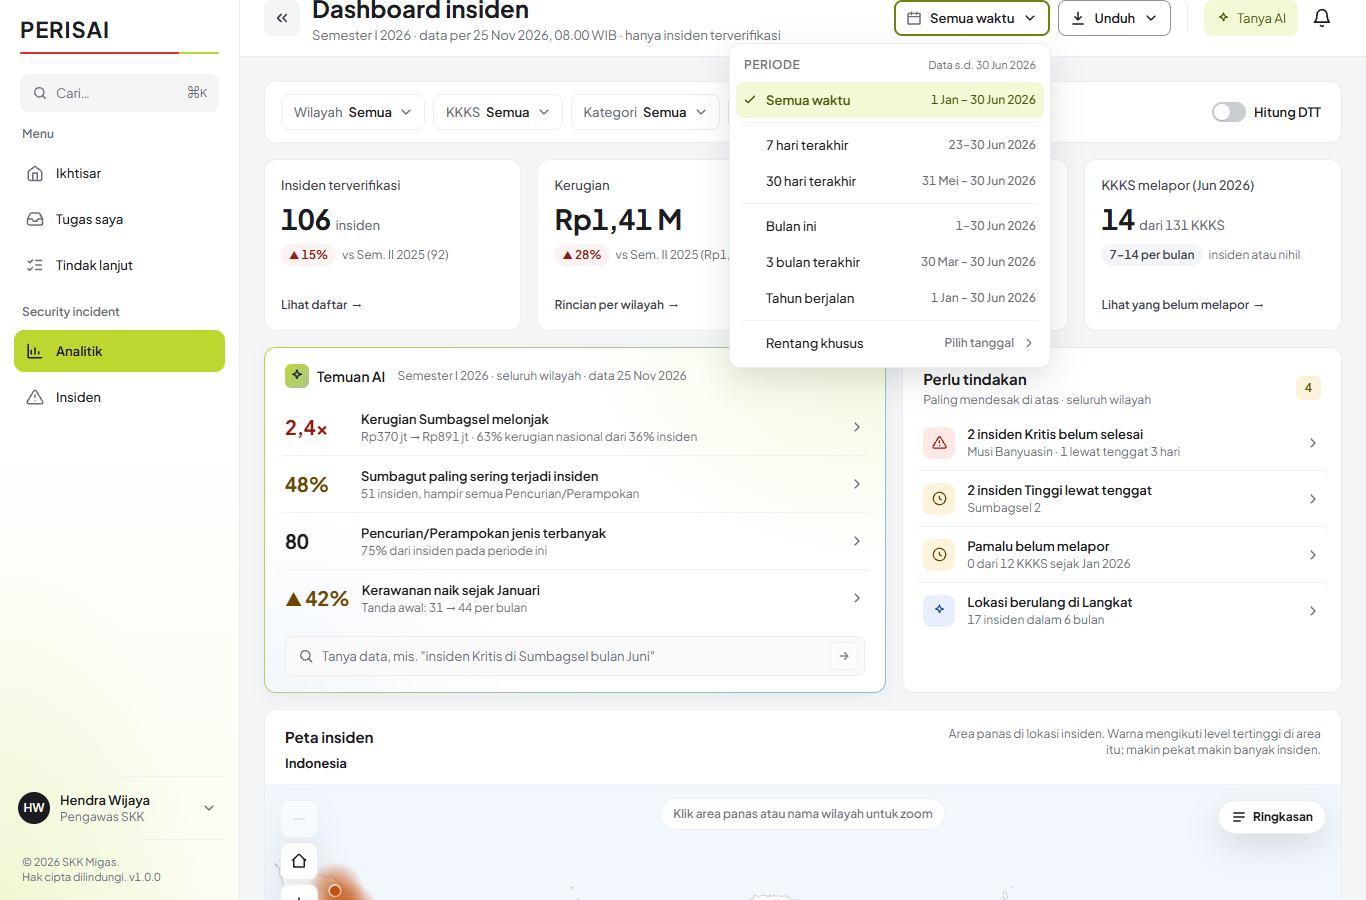 PERISAI
Cari...
⌘K
Menu
Ikhtisar
Tugas saya
Tindak lanjut
Security incident
Analitik
Insiden
HW
Hendra Wijaya
Pengawas SKK
© 2026 SKK Migas.
Hak cipta dilindungi. v1.0.0
Dashboard insiden
Semester I 2026 · data per 25 Nov 2026, 08.00 WIB · hanya insiden terverifikasi
Semua waktu
Unduh
Tanya AI
PERIODE
Data s.d. 30 Jun 2026
Semua waktu
1 Jan – 30 Jun 2026
7 hari terakhir
23–30 Jun 2026
30 hari terakhir
31 Mei – 30 Jun 2026
Bulan ini
1–30 Jun 2026
3 bulan terakhir
30 Mar – 30 Jun 2026
Tahun berjalan
1 Jan – 30 Jun 2026
Rentang khusus
Pilih tanggal
Wilayah Semua
KKKS Semua
Kategori Semua
Hitung DTT
Insiden terverifikasi
106 insiden
▲ 15% vs Sem. II 2025 (92)
Lihat daftar →
Kerugian
Rp1,41 M
▲ 28% vs Sem. II 2025 (Rp1,
Rincian per wilayah →
KKKS melapor (Jun 2026)
14 dari 131 KKKS
7–14 per bulan insiden atau nihil
Lihat yang belum melapor →
Temuan AI
Semester I 2026 · seluruh wilayah · data 25 Nov 2026
2,4×
Kerugian Sumbagsel melonjak
Rp370 jt → Rp891 jt · 63% kerugian nasional dari 36% insiden
48%
Sumbagut paling sering terjadi insiden
51 insiden, hampir semua Pencurian/Perampokan
80
Pencurian/Perampokan jenis terbanyak
75% dari insiden pada periode ini
▲ 42%
Kerawanan naik sejak Januari
Tanda awal: 31 → 44 per bulan
Tanya data, mis. "insiden Kritis di Sumbagsel bulan Juni"
Perlu tindakan
Paling mendesak di atas · seluruh wilayah
4
2 insiden Kritis belum selesai
Musi Banyuasin · 1 lewat tenggat 3 hari
2 insiden Tinggi lewat tenggat
Sumbagsel 2
Pamalu belum melapor
0 dari 12 KKKS sejak Jan 2026
Lokasi berulang di Langkat
17 insiden dalam 6 bulan
Peta insiden
Indonesia
Area panas di lokasi insiden. Warna mengikuti level tertinggi di area
itu; makin pekat makin banyak insiden.
Klik area panas atau nama wilayah untuk zoom
Ringkasan